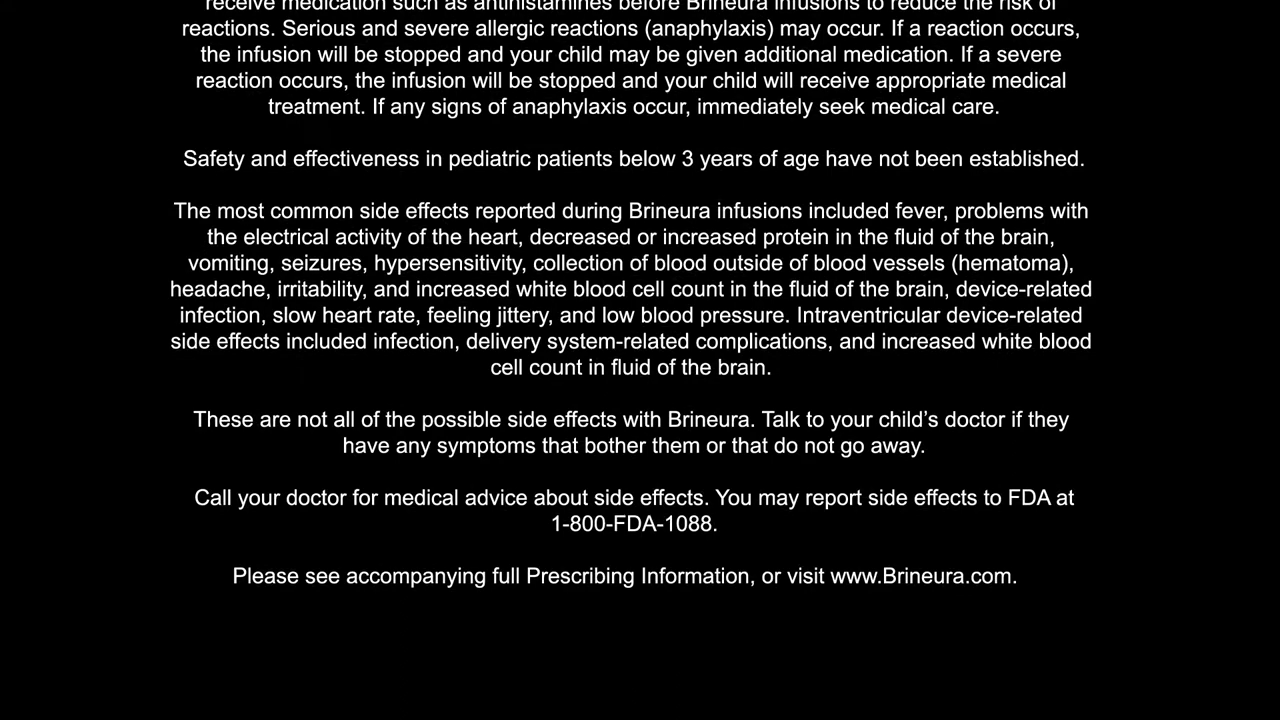 receive medication such as antihistamines before Brineura infusions to reduce the risk of
reactions. Serious and severe allergic reactions (anaphylaxis) may occur. If a reaction occurs,
the infusion will be stopped and your child may be given additional medication. If a severe
reaction occurs, the infusion will be stopped and your child will receive appropriate medical
treatment. If any signs of anaphylaxis occur, immediately seek medical care.
Safety and effectiveness in pediatric patients below 3 years of age have not been established.
The most common side effects reported during Brineura infusions included fever, problems with
the electrical activity of the heart, decreased or increased protein in the fluid of the brain,
vomiting, seizures, hypersensitivity, collection of blood outside of blood vessels (hematoma),
headache, irritability, and increased white blood cell count in the fluid of the brain, device-related
infection, slow heart rate, feeling jittery, and low blood pressure. Intraventricular device-related
side effects included infection, delivery system-related complications, and increased white blood
cell count in fluid of the brain.
These are not all of the possible side effects with Brineura. Talk to your child’s doctor if they
have any symptoms that bother them or that do not go away.
Call your doctor for medical advice about side effects. You may report side effects to FDA at
1-800-FDA-1088.
Please see accompanying full Prescribing Information, or visit www.Brineura.com.